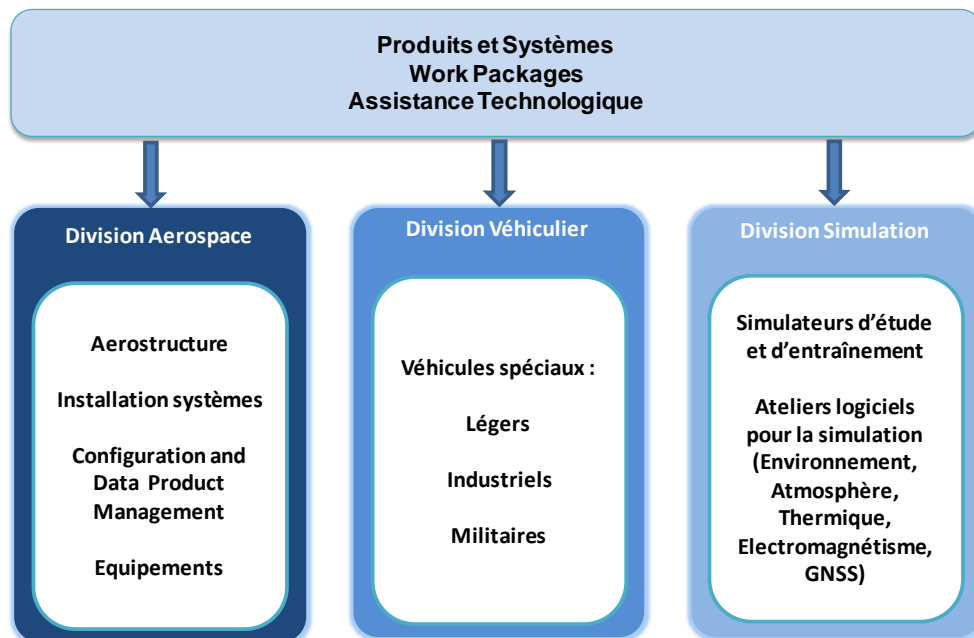 Produits et Systèmes
Work Packages
Assistance Technologique
Division Aerospace
Aerostructure
Installation systèmes
Configuration and
Data Product
Management
Equipements
Division Véhiculier
Véhicules spéciaux :
Légers
Industriels
Militaires
Division Simulation
Simulateurs d’étude
et d’entraînement
Ateliers logiciels
pour la simulation
(Environnement,
Atmosphère,
Thermique,
Electromagnétisme,
GNSS)